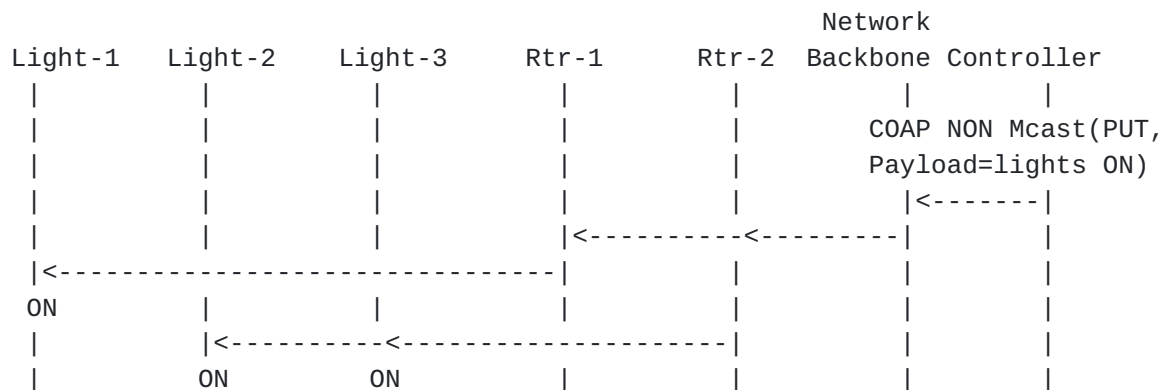 Network
Light-1 Light-2 Light-3 Rtr-1 Rtr-2 Backbone Controller
COAP NON Mcast(PUT,
Payload=lights ON)
ON
ON ON